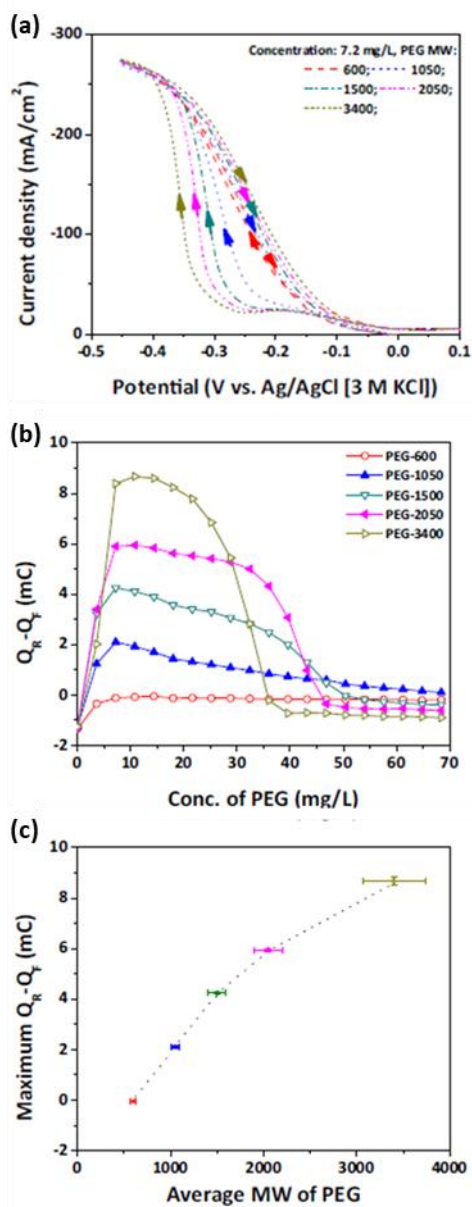 (a)
-300
-200
-100
0
Current density (mA/cm²)
Concentration: 7.2 mg/L, PEG MW:
600; 1050;
1500; 2050;
3400;
-0.5 -0.4 -0.3 -0.2 -0.1 0.0 0.1
Potential (V vs. Ag/AgCl [3 M KCl])
(b)
10
8
6
4
2
0
-2
Q_R-Q_F (mC)
PEG-600
PEG-1050
PEG-1500
PEG-2050
PEG-3400
0 10 20 30 40 50 60 70
Conc. of PEG (mg/L)
(c)
10
8
6
4
2
0
-2
Maximum Q_R-Q_F (mC)
0 1000 2000 3000 4000
Average MW of PEG